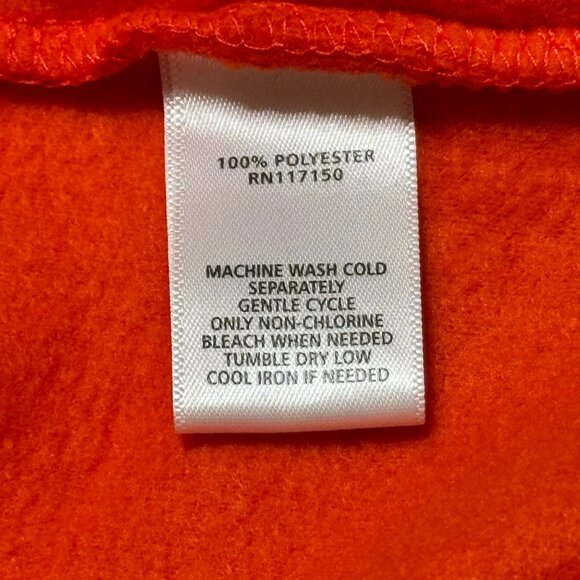 100% POLYESTER
RN117150
MACHINE WASH COLD
SEPARATELY
GENTLE CYCLE
ONLY NON-CHLORINE
BLEACH WHEN NEEDED
TUMBLE DRY LOW
COOL IRON IF NEEDED